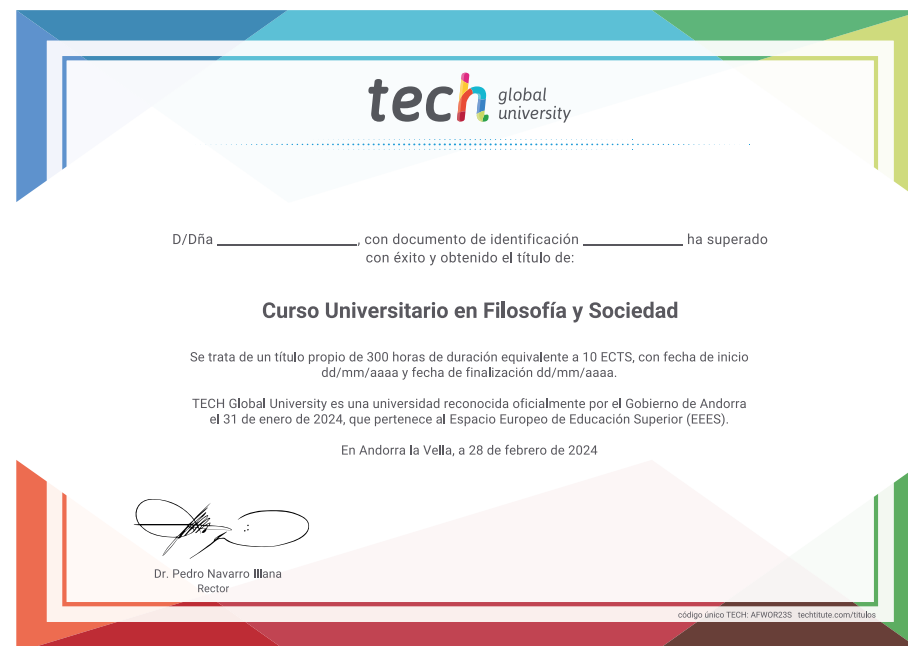 tech global university
D/Dña ____________, con documento de identificación ____________ ha superado
con éxito y obtenido el título de:
Curso Universitario en Filosofía y Sociedad
Se trata de un título propio de 300 horas de duración equivalente a 10 ECTS, con fecha de inicio
dd/mm/aaaa y fecha de finalización dd/mm/aaaa.
TECH Global University es una universidad reconocida oficialmente por el Gobierno de Andorra
el 31 de enero de 2024, que pertenece al Espacio Europeo de Educación Superior (EEES).
En Andorra la Vella, a 28 de febrero de 2024
Dr. Pedro Navarro Illana
Rector
código único TECH: AFWOR23S techtitute.com/titulos